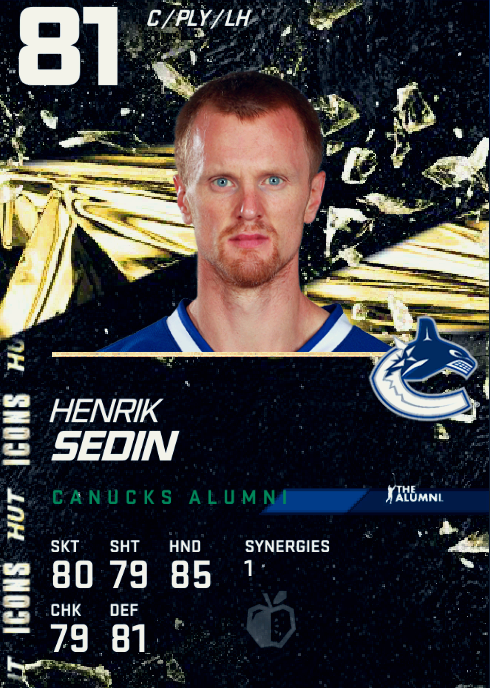 81
C/PLY/LH
HENRIK
SEDIN
CANUCKS ALUMNI
THE
ALUMNI.
SKT SHT HND SYNERGIES
80 79 85 1
CHK DEF
79 81
HUT
ICONS
HUT
ICONS